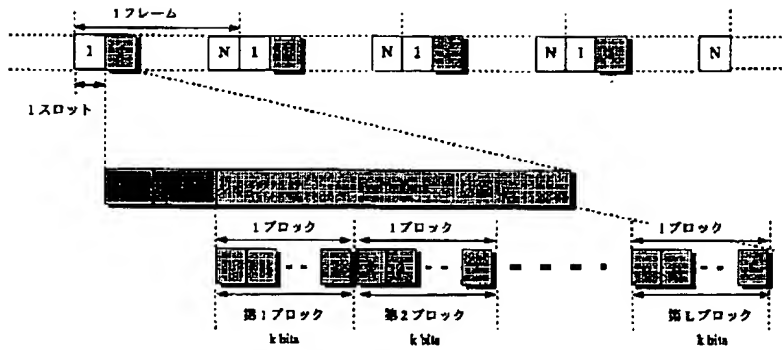 1フレーム
1 N 1 N 1 N 1 N
1スロット
1ブロック 1ブロック 1ブロック
第1ブロック 第2ブロック 第Lブロック
k bits k bits k bits